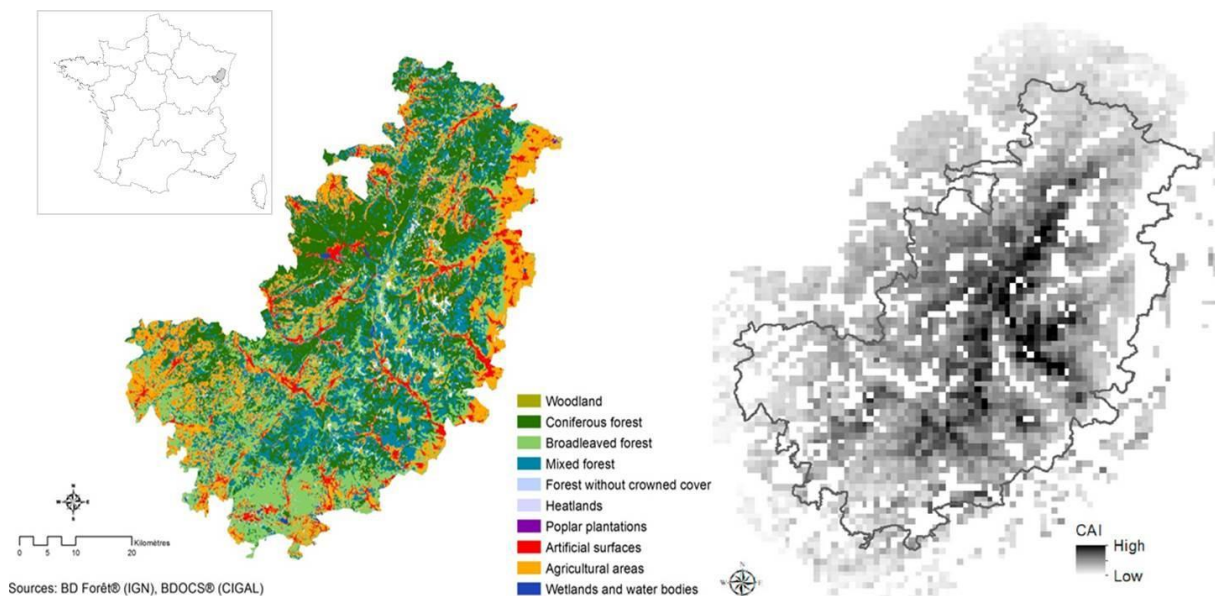 Woodland
Coniferous forest
Broadleaved forest
Mixed forest
Forest without crowned cover
Heatlands
Poplar plantations
Artificial surfaces
Agricultural areas
Wetlands and water bodies
0 5 10 20
Kilomètres
Sources: BD Forêt® (IGN), BDOCS® (CIGAL)
CAI
High
Low